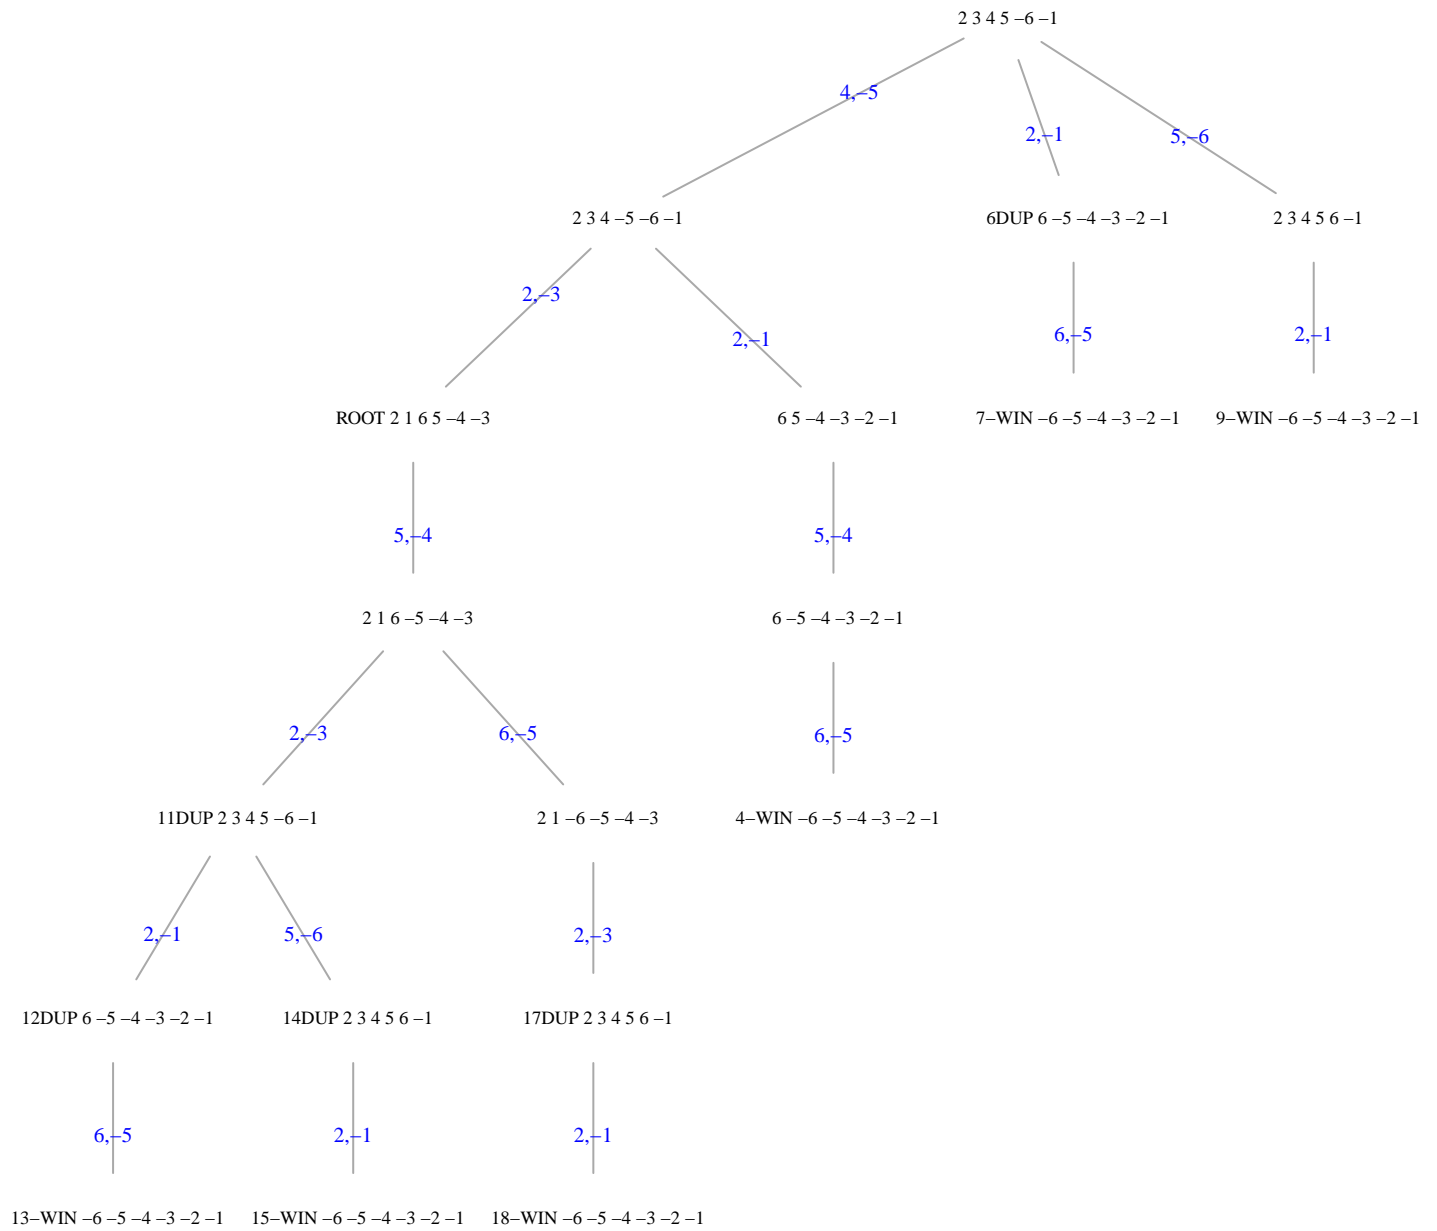 2 3 4 5 –6 –1
4,–5
2,–1
5,–6
2 3 4 –5 –6 –1
6DUP 6 –5 –4 –3 –2 –1
2 3 4 5 6 –1
2,–3
2,–1
6,–5
2,–1
ROOT 2 1 6 5 –4 –3
6 5 –4 –3 –2 –1
7–WIN –6 –5 –4 –3 –2 –1
9–WIN –6 –5 –4 –3 –2 –1
5,–4
5,–4
2 1 6 –5 –4 –3
6 –5 –4 –3 –2 –1
2,–3
6,–5
6,–5
11DUP 2 3 4 5 –6 –1
2 1 –6 –5 –4 –3
4–WIN –6 –5 –4 –3 –2 –1
2,–1
5,–6
2,–3
12DUP 6 –5 –4 –3 –2 –1
14DUP 2 3 4 5 6 –1
17DUP 2 3 4 5 6 –1
6,–5
2,–1
2,–1
13–WIN –6 –5 –4 –3 –2 –1
15–WIN –6 –5 –4 –3 –2 –1
18–WIN –6 –5 –4 –3 –2 –1